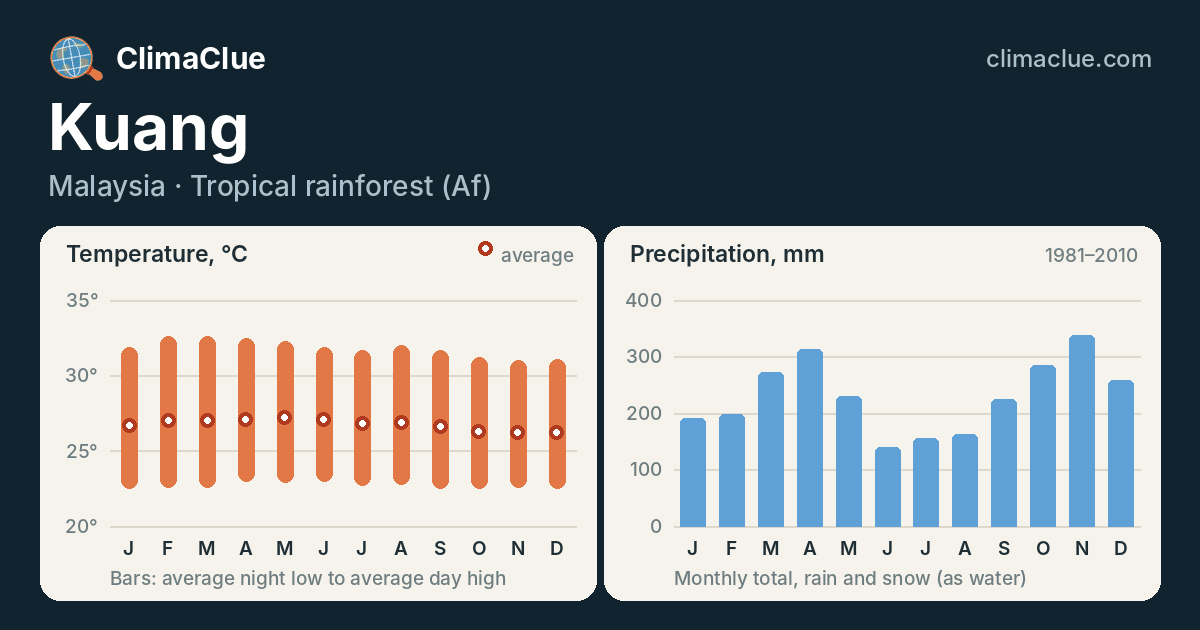 ClimaClue
climaclue.com
Kuang
Malaysia · Tropical rainforest (Af)
Temperature, °C
average
35°
30°
25°
20°
J F M A M J J A S O N D
Bars: average night low to average day high
Precipitation, mm
1981–2010
400
300
200
100
0
J F M A M J J A S O N D
Monthly total, rain and snow (as water)